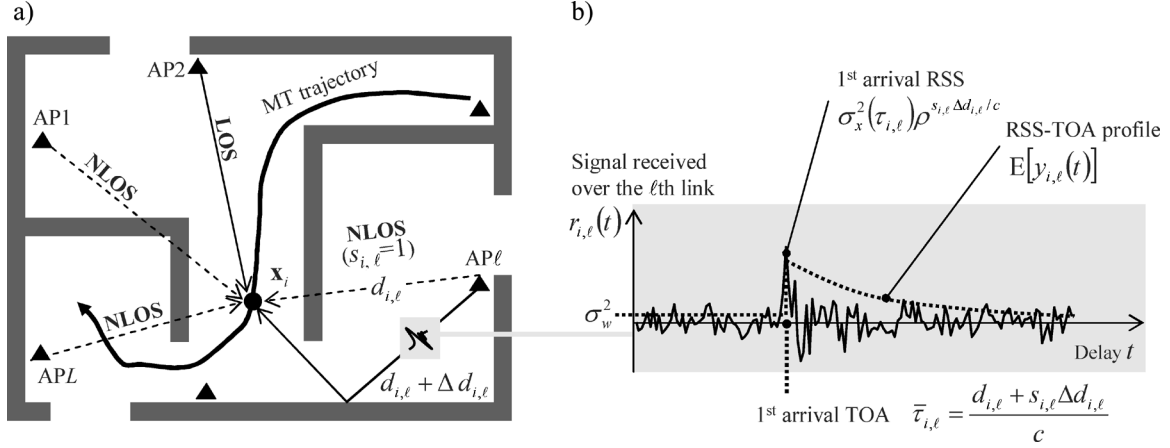 a)
AP2
MT trajectory
AP1
NLOS
LOS
NLOS
(s_{i,ℓ}=1)
APℓ
x_i
d_{i,ℓ}
NLOS
APL
d_{i,ℓ} + Δ d_{i,ℓ}
b)
1st arrival RSS
σ_x^2(τ_{i,ℓ})ρ^{s_{i,ℓ} Δd_{i,ℓ}/c}
RSS-TOA profile
E[y_{i,ℓ}(t)]
Signal received
over the ℓth link
r_{i,ℓ}(t)
σ_w^2
Delay t
1st arrival TOA τ̄_{i,ℓ} = \frac{d_{i,ℓ} + s_{i,ℓ}Δd_{i,ℓ}}{c}